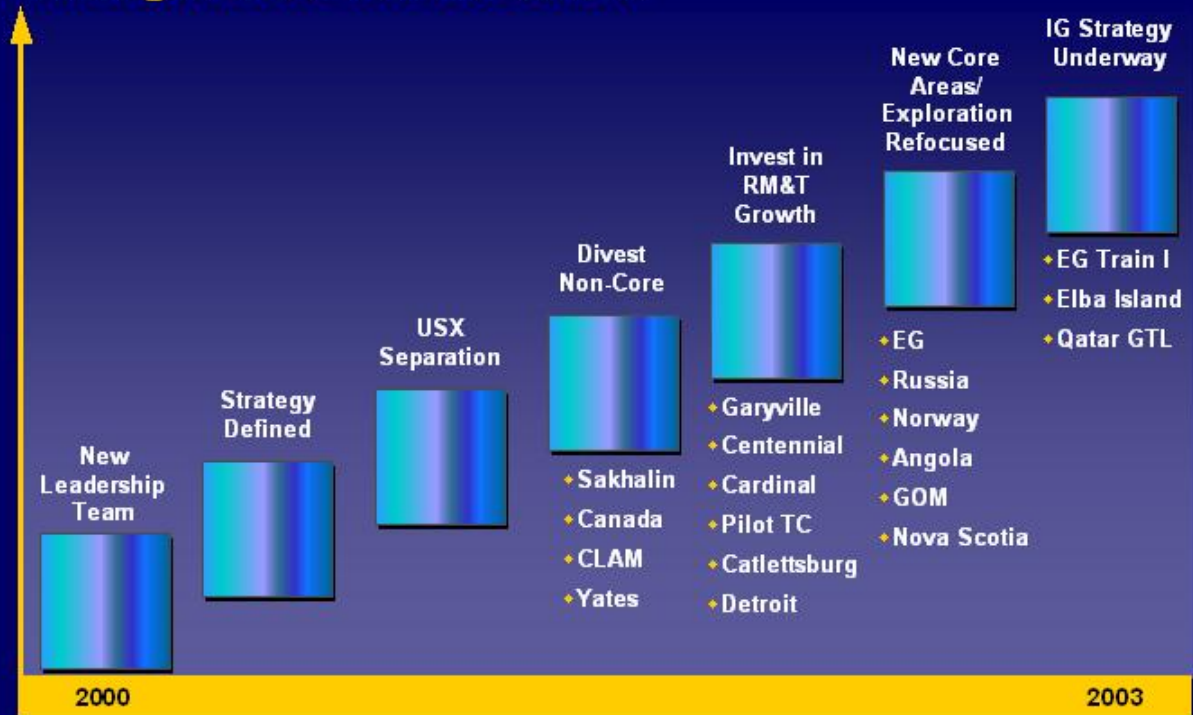 New
Leadership
Team
Strategy
Defined
USX
Separation
Divest
Non-Core
Sakhalin
Canada
CLAM
Yates
Invest in
RM&T
Growth
Garyville
Centennial
Cardinal
Pilot TC
Catlettsburg
Detroit
New Core
Areas/
Exploration
Refocused
EG
Russia
Norway
Angola
GOM
Nova Scotia
IG Strategy
Underway
EG Train I
Elba Island
Qatar GTL
2000
2003